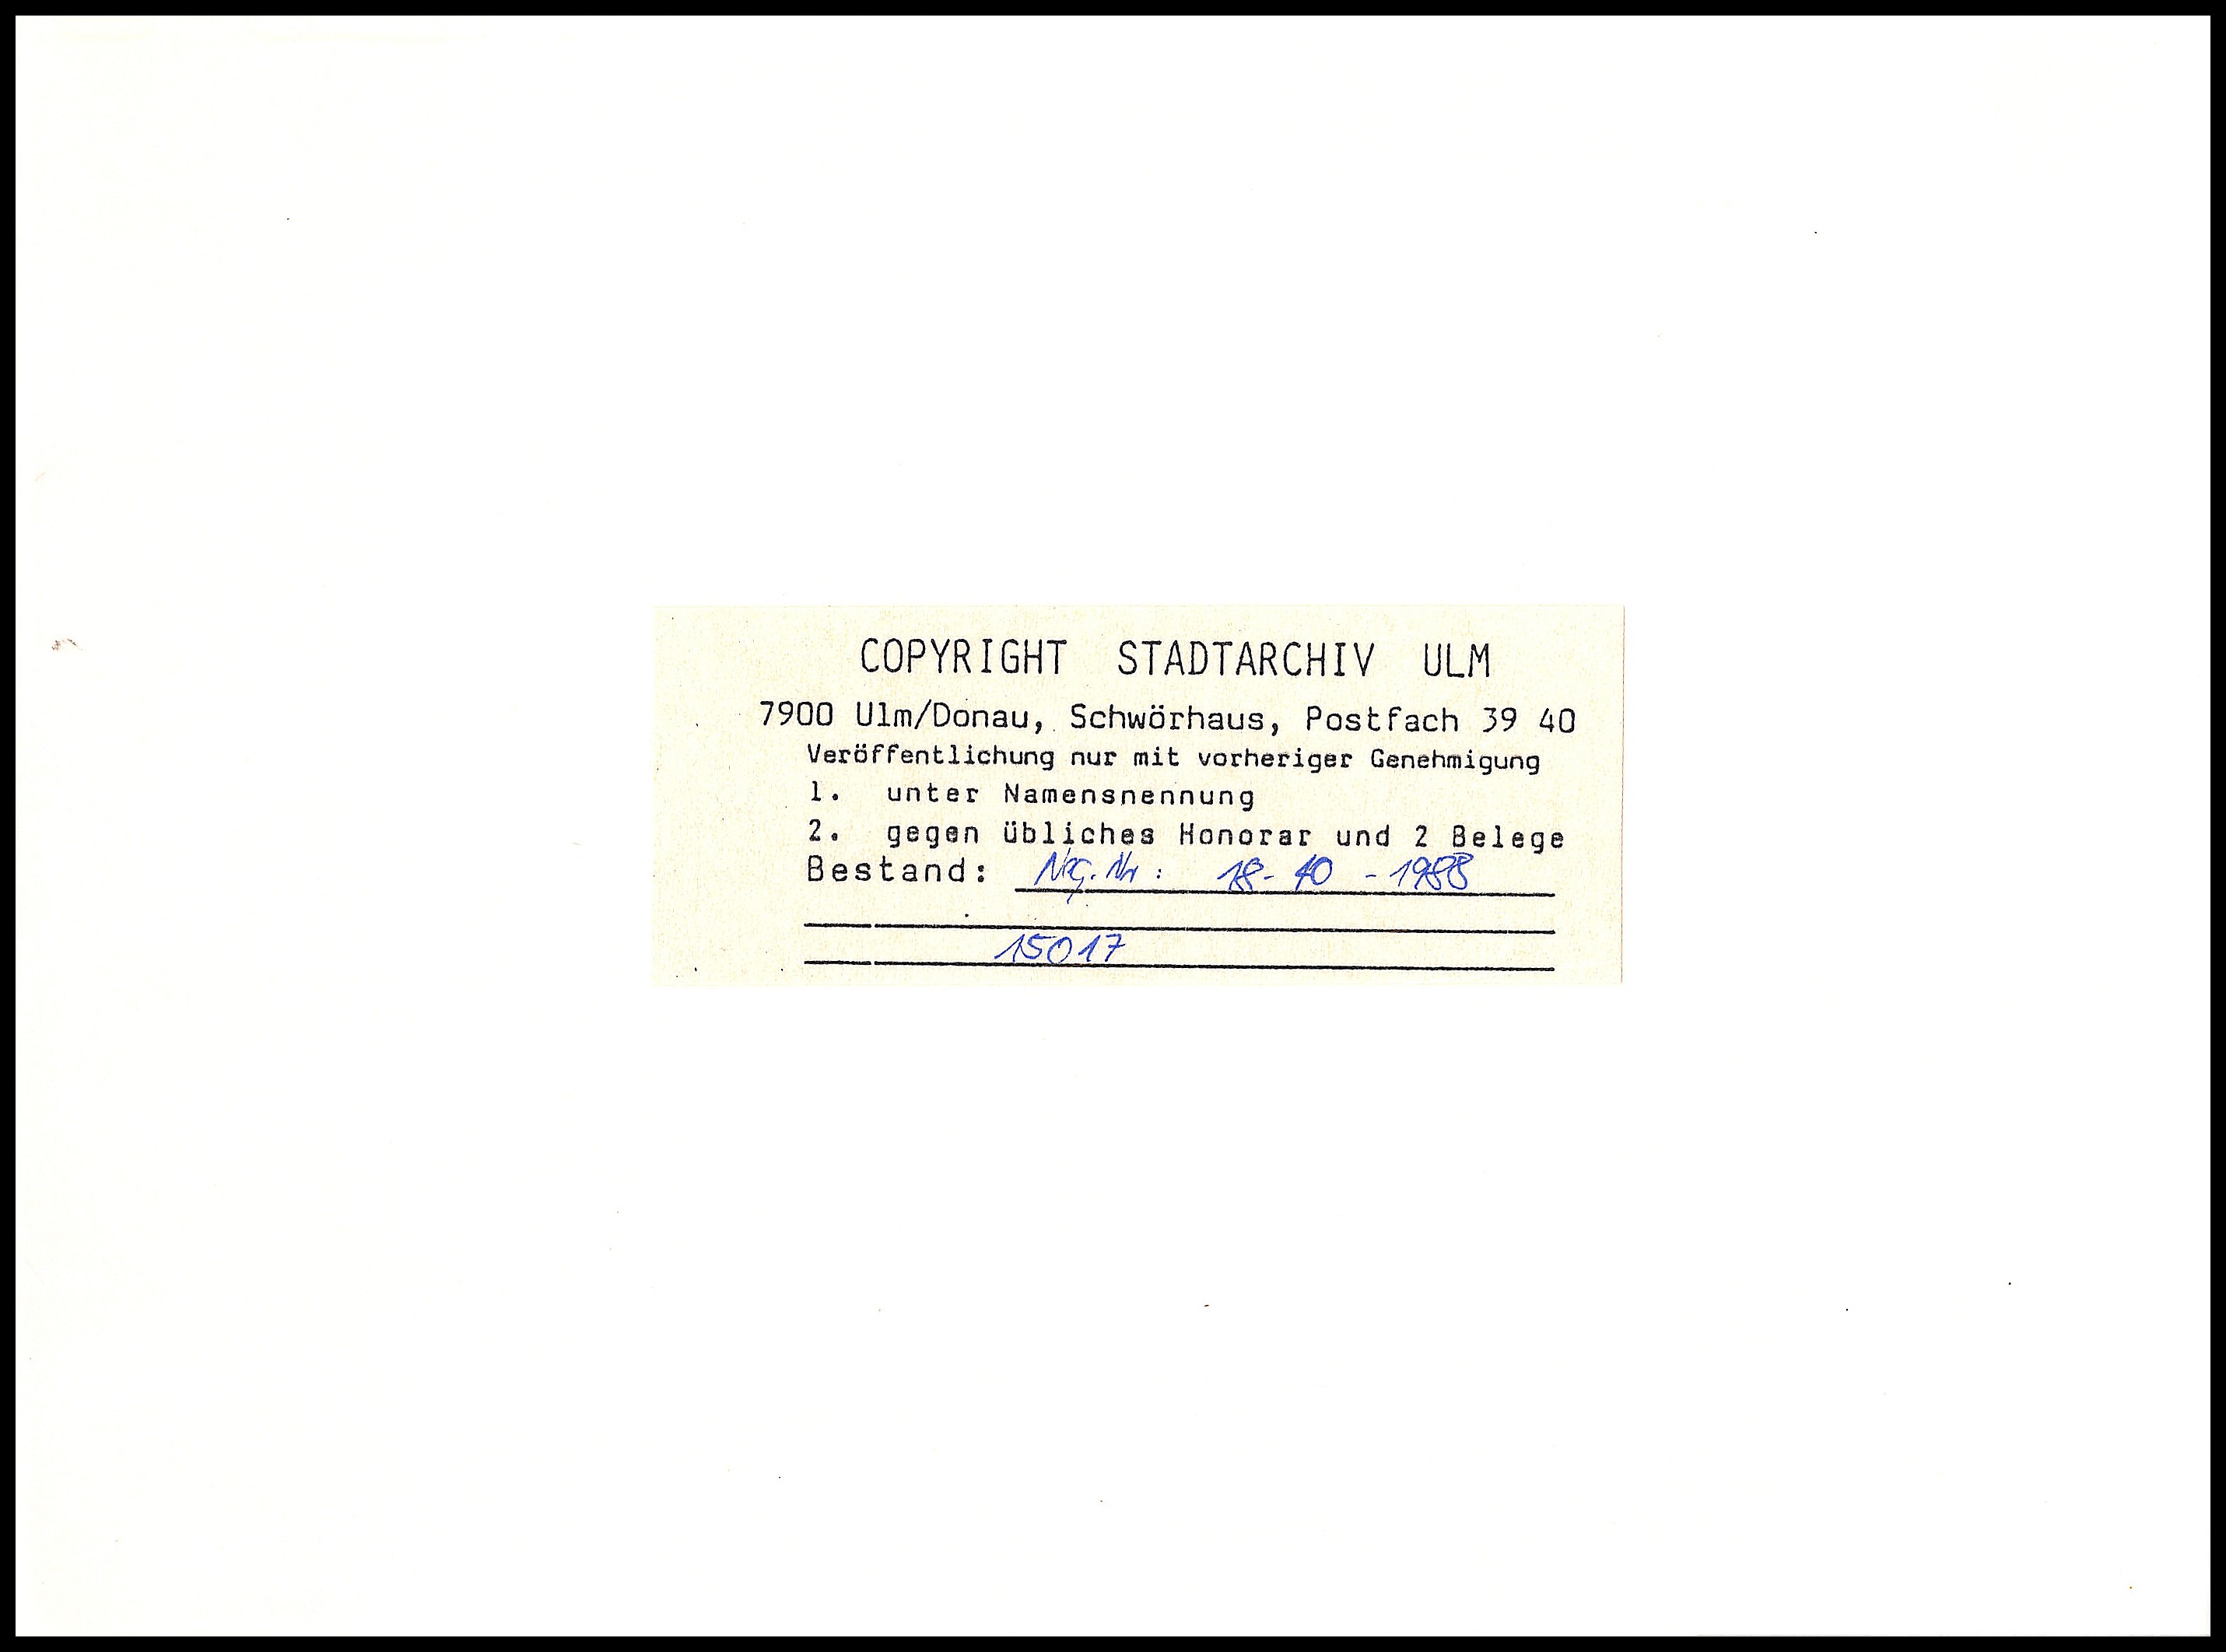 COPYRIGHT STADTARCHIV ULM
7900 Ulm/Donau, Schwörhaus, Postfach 39 40
Veröffentlichung nur mit vorheriger Genehmigung
1. unter Namensnennung
2. gegen übliches Honorar und 2 Belege
Bestand: Neg. Nr: 18-10-1988
15017